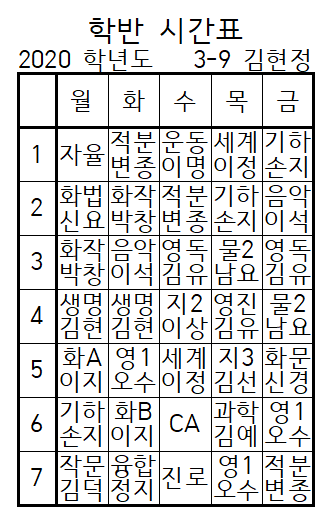 학반 시간표
2020 학년도 3-9 김현정
월 화 수 목 금
1 자율 적분 운동 세계 기하
변종 이명 이정 손지
2 화법 화작 적분 기하 음악
신요 박창 변종 손지 이석
3 화작 음악 영독 물2 영독
박창 이석 김유 남요 김유
4 생명 생명 지2 영진 물2
김현 김현 이상 김유 남요
5 화A 영1 세계 지3 화문
이지 오수 이정 김선 신경
6 기하 화B CA 과학 영1
손지 이지 김예 오수
7 작문 융합 진로 영1 적분
김덕 정지 오수 변종